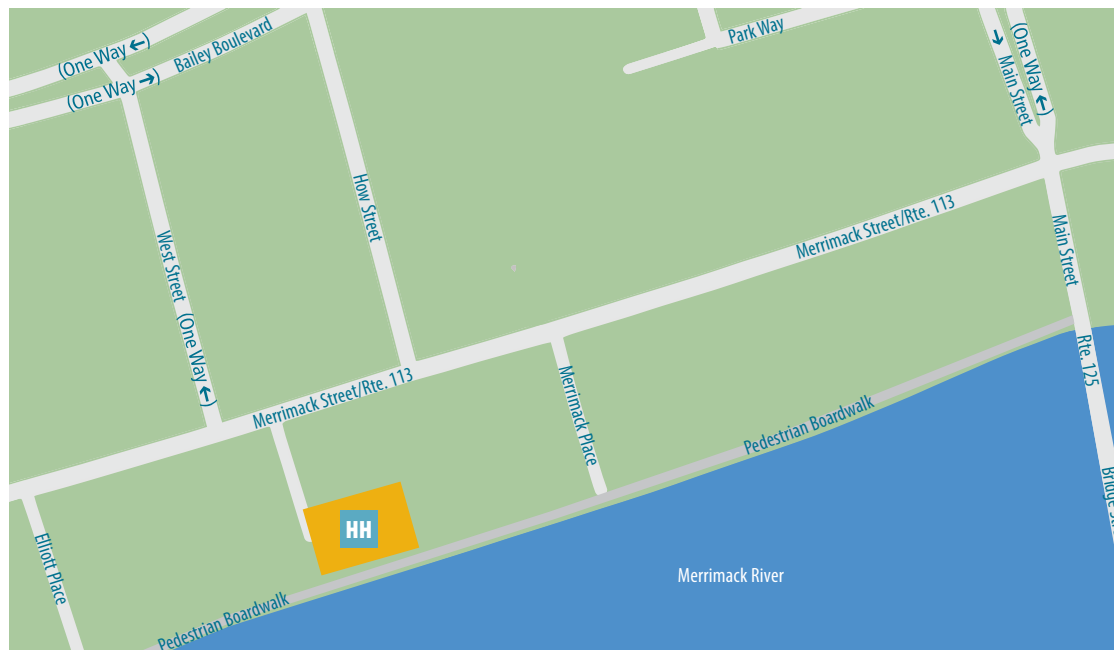 (One Way ←)
(One Way →)
Bailey Boulevard
Park Way
Main Street
(One Way ←)
How Street
West Street (One Way ←)
Merrimack Street/Rte. 113
Main Street
Merrimack Street/Rte. 113
Rte. 125
Merrimack Place
Pedestrian Boardwalk
HH
Elliott Place
Merrimack River
Pedestrian Boardwalk
Bridge